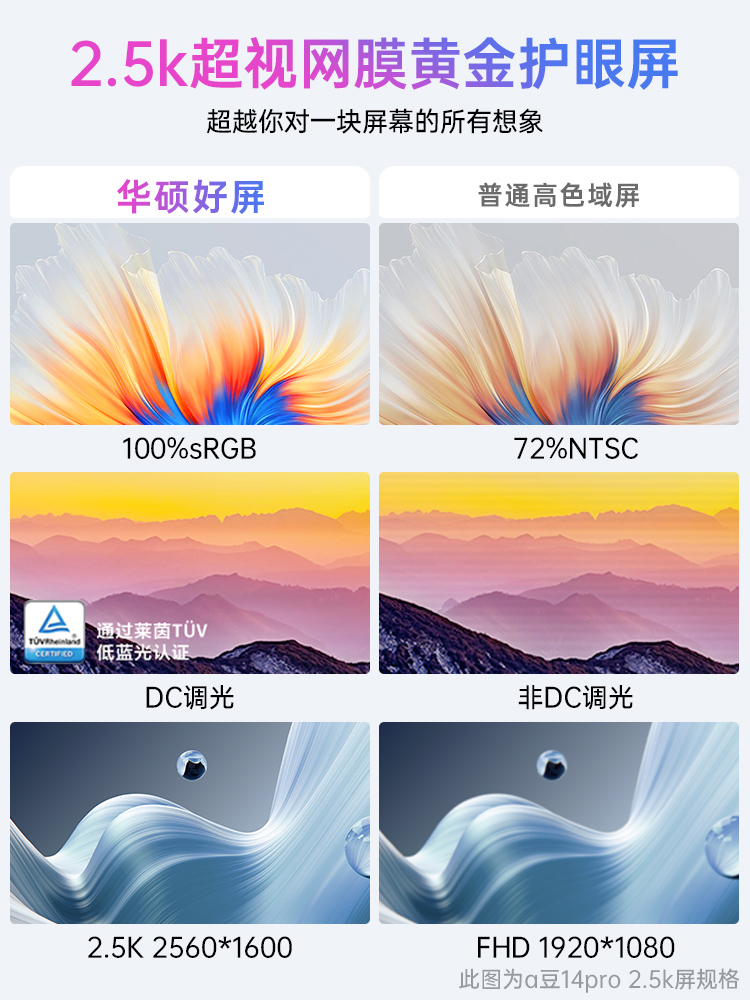 2.5k超视网膜黄金护眼屏
超越你对一块屏幕的所有想象
华硕好屏
普通高色域屏
100%sRGB
72%NTSC
TÜVRheinland
CERTIFIED
通过莱茵TÜV
低蓝光认证
DC调光
非DC调光
2.5K 2560*1600
FHD 1920*1080
此图为a豆14pro 2.5k屏规格